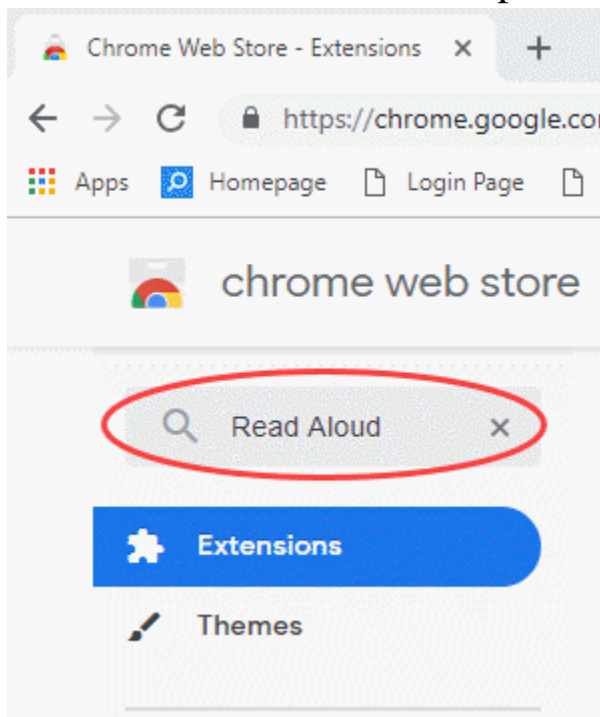 Chrome Web Store - Extensions
https://chrome.google.co
Apps Homepage Login Page
chrome web store
Read Aloud
Extensions
Themes